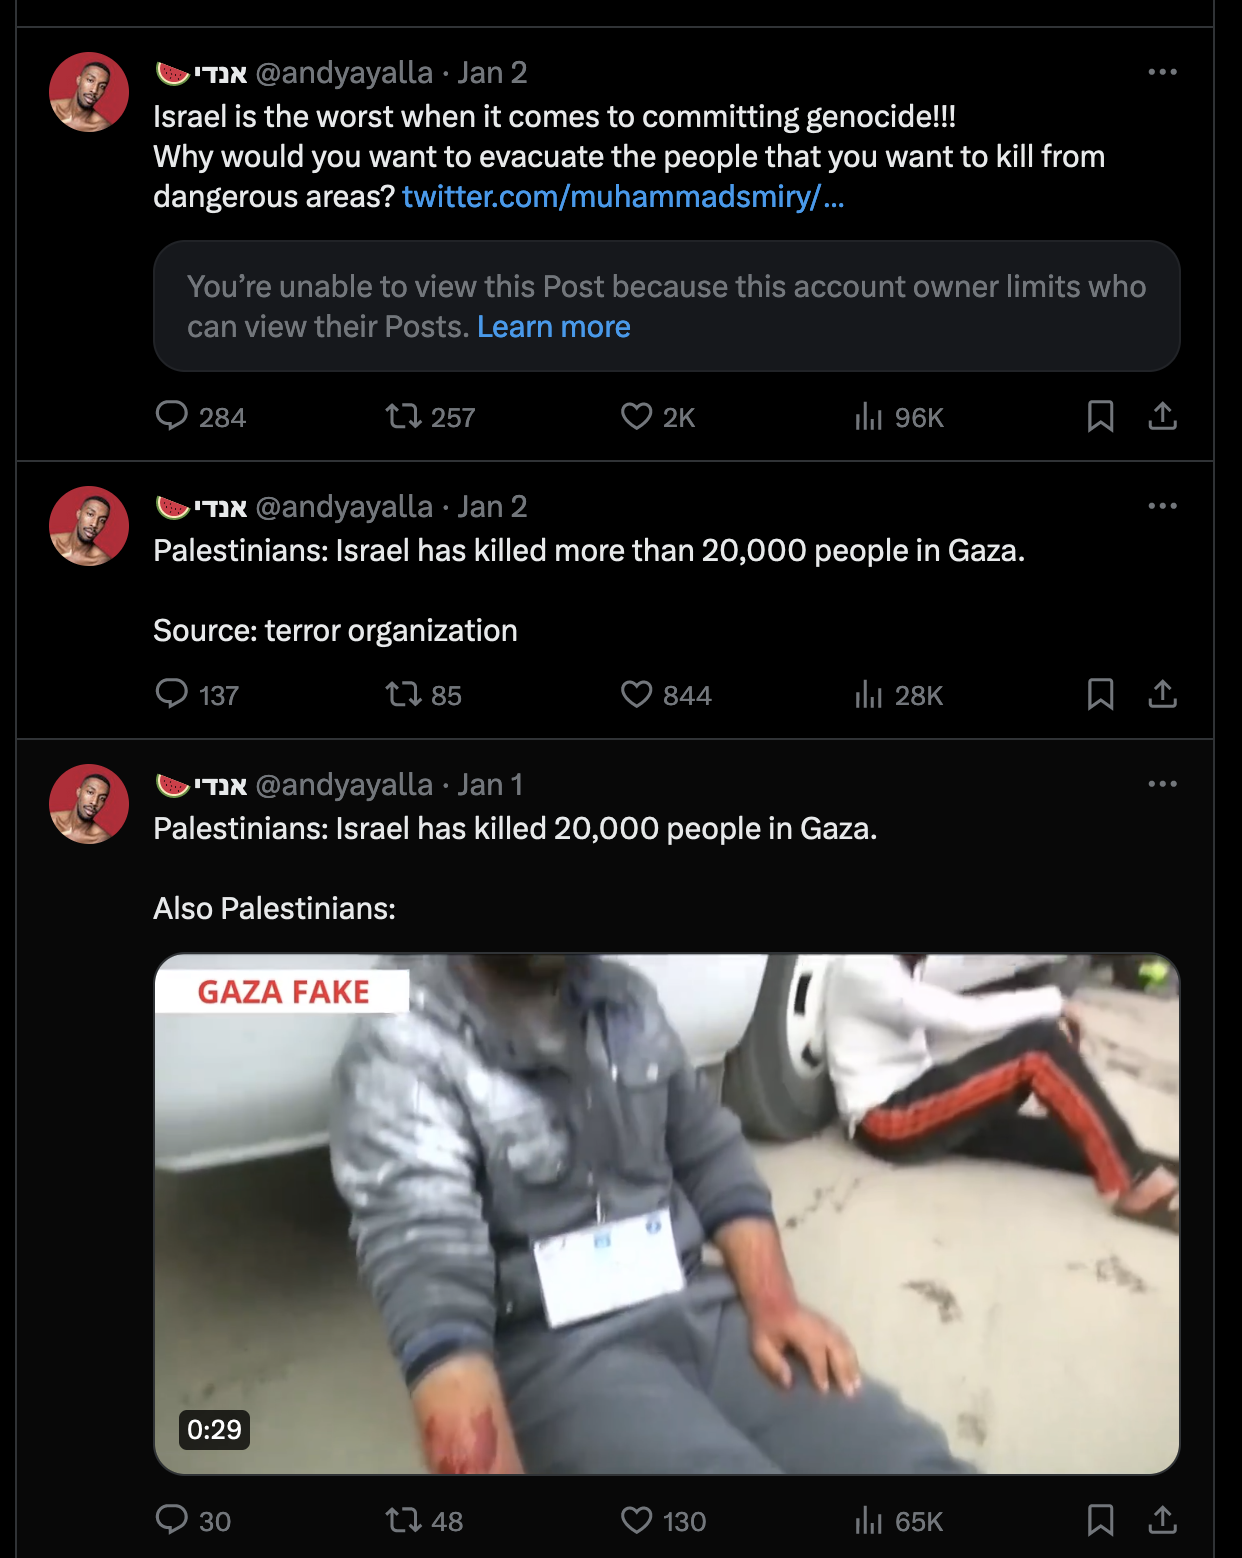 🍉אנדי @andyayalla · Jan 2
Israel is the worst when it comes to committing genocide!!!
Why would you want to evacuate the people that you want to kill from
dangerous areas? twitter.com/muhammadsmiry/…
You’re unable to view this Post because this account owner limits who
can view their Posts. Learn more
284 257 2K 96K
🍉אנדי @andyayalla · Jan 2
Palestinians: Israel has killed more than 20,000 people in Gaza.
Source: terror organization
137 85 844 28K
🍉אנדי @andyayalla · Jan 1
Palestinians: Israel has killed 20,000 people in Gaza.
Also Palestinians:
GAZA FAKE
0:29
30 48 130 65K